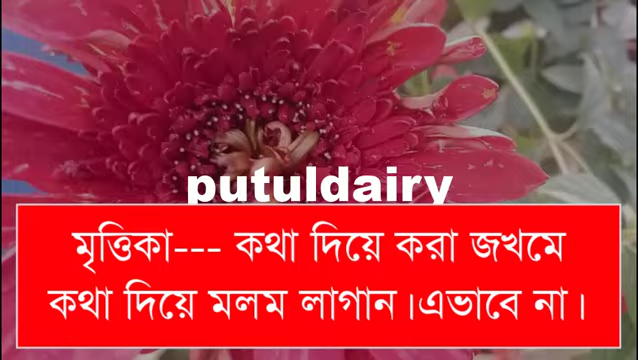 putuldairy
মৃত্তিকা--- কথা দিয়ে করা জখমে
কথা দিয়ে মলম লাগান।এভাবে না।